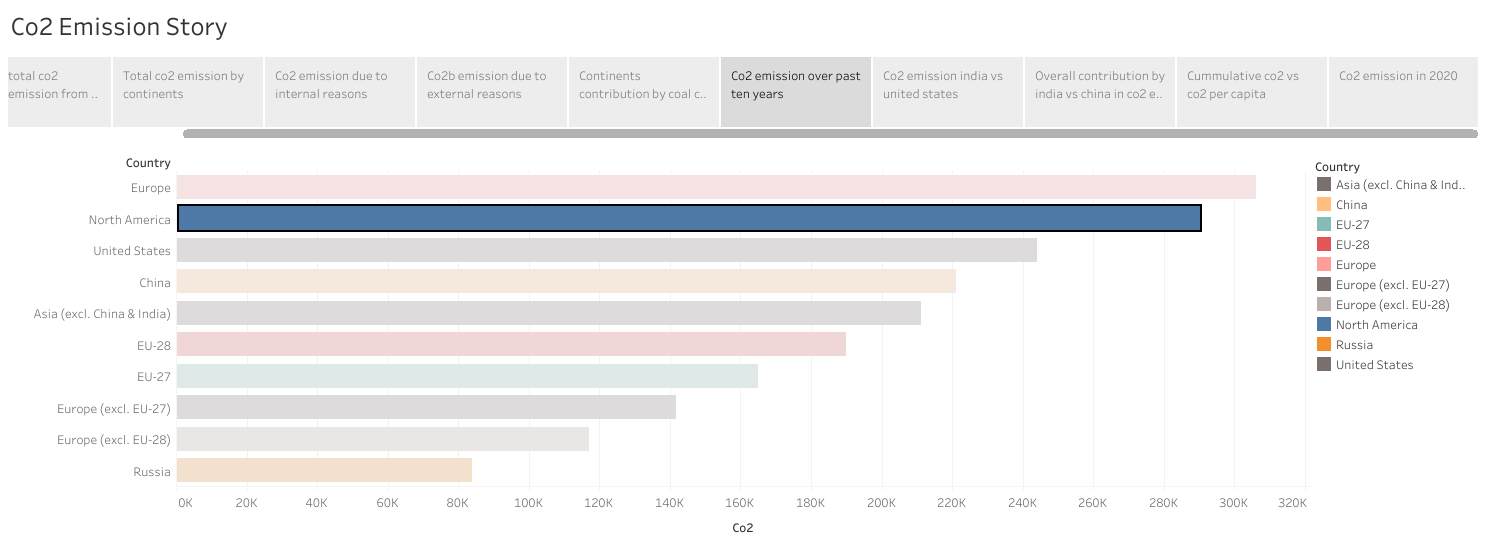 Co2 Emission Story
total co2
emission from ..
Total co2 emission by
continents
Co2 emission due to
internal reasons
Co2b emission due to
external reasons
Continents
contribution by coal c..
Co2 emission over past
ten years
Co2 emission india vs
united states
Overall contribution by
india vs china in co2 e..
Cummulative co2 vs
co2 per capita
Co2 emission in 2020
Country
Europe
North America
United States
China
Asia (excl. China & India)
EU-28
EU-27
Europe (excl. EU-27)
Europe (excl. EU-28)
Russia
0K 20K 40K 60K 80K 100K 120K 140K 160K 180K 200K 220K 240K 260K 280K 300K 320K
Co2
Country
Asia (excl. China & Ind..
China
EU-27
EU-28
Europe
Europe (excl. EU-27)
Europe (excl. EU-28)
North America
Russia
United States